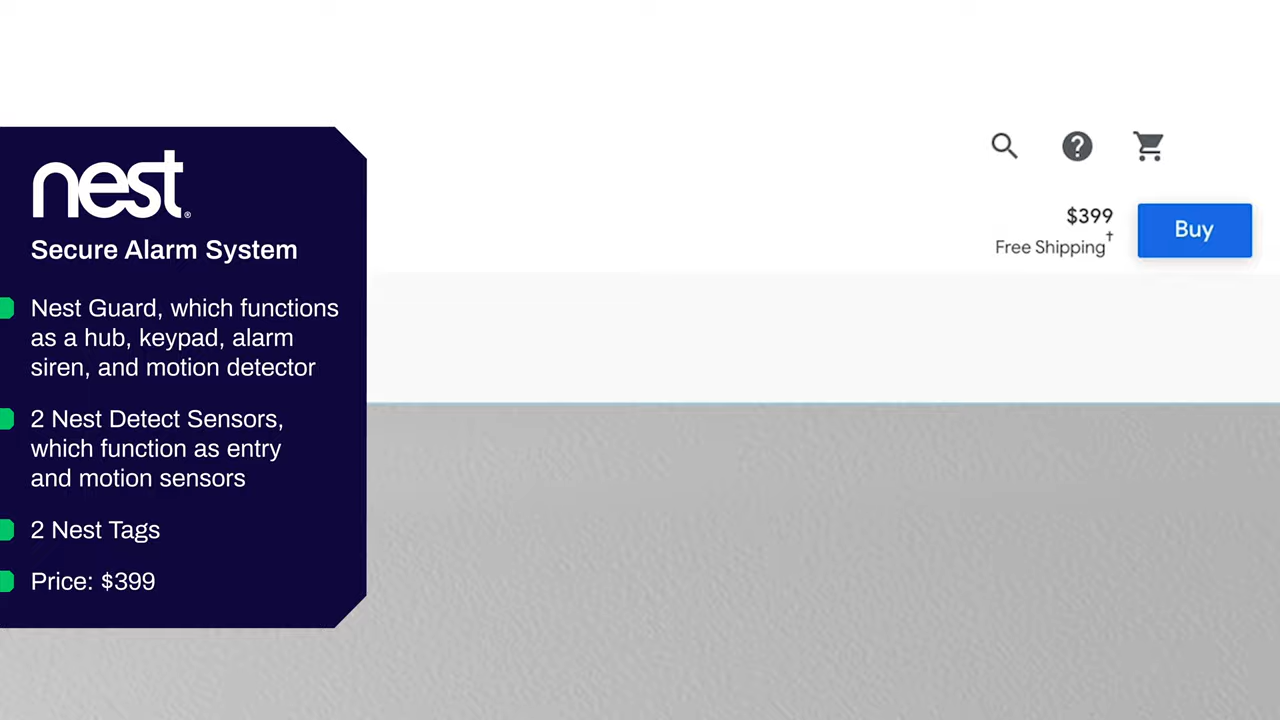 nest®
Secure Alarm System
Nest Guard, which functions
as a hub, keypad, alarm
siren, and motion detector
2 Nest Detect Sensors,
which function as entry
and motion sensors
2 Nest Tags
Price: $399
$399
Free Shipping†
Buy